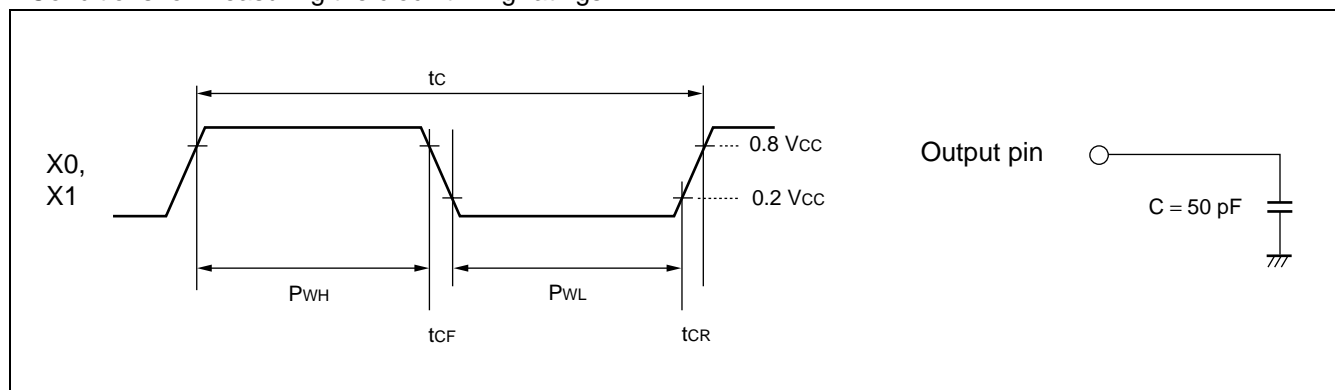 tC
0.8 VCC
X0,
X1
0.2 VCC
PWH
PWL
tCF
tCR
Output pin
C = 50 pF